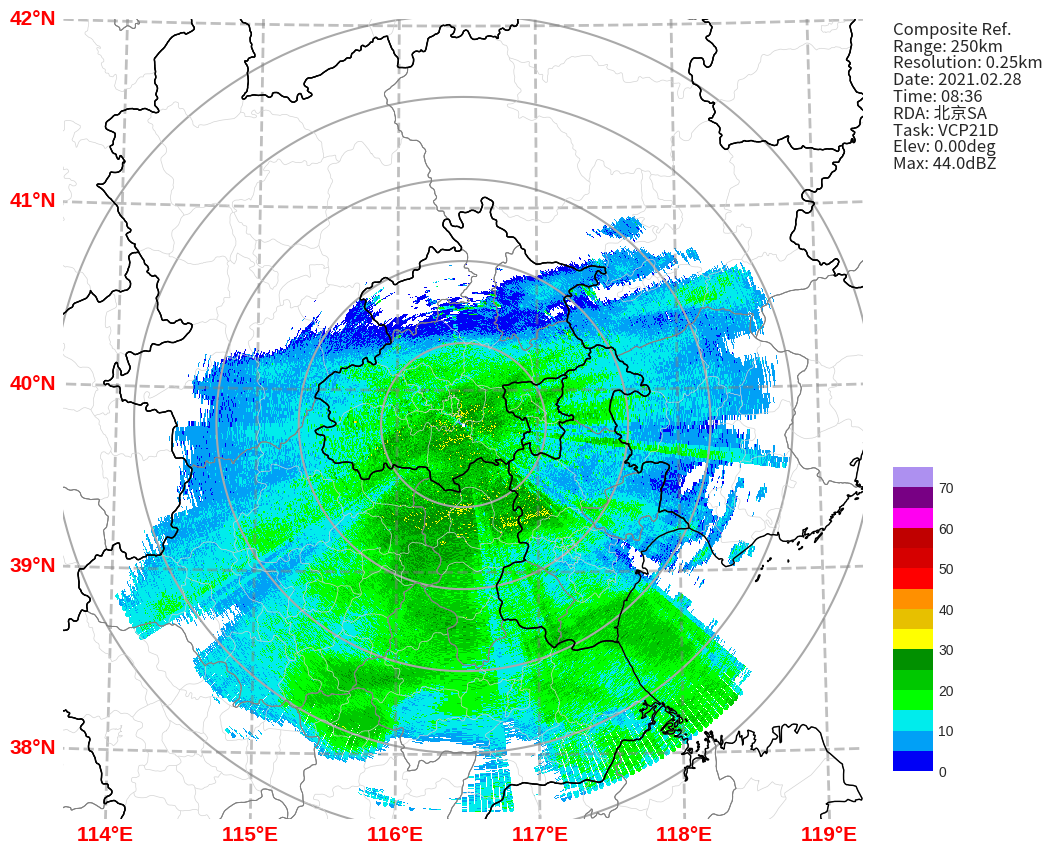 42°N
41°N
40°N
39°N
38°N
114°E
115°E
116°E
117°E
118°E
119°E
Composite Ref.
Range: 250km
Resolution: 0.25km
Date: 2021.02.28
Time: 08:36
RDA: 北京SA
Task: VCP21D
Elev: 0.00deg
Max: 44.0dBZ
70
60
50
40
30
20
10
0